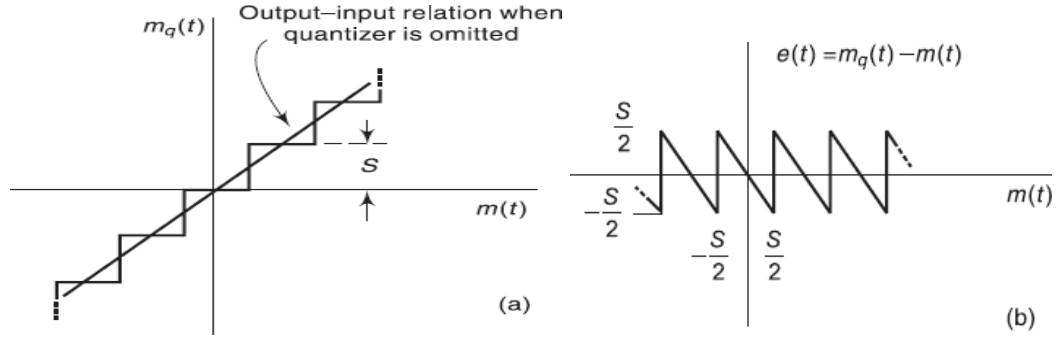 Output–input relation when
quantizer is omitted
m_q(t)
S
m(t)
(a)
e(t) = m_q(t) – m(t)
S/2
–S/2
–S/2
S/2
m(t)
(b)